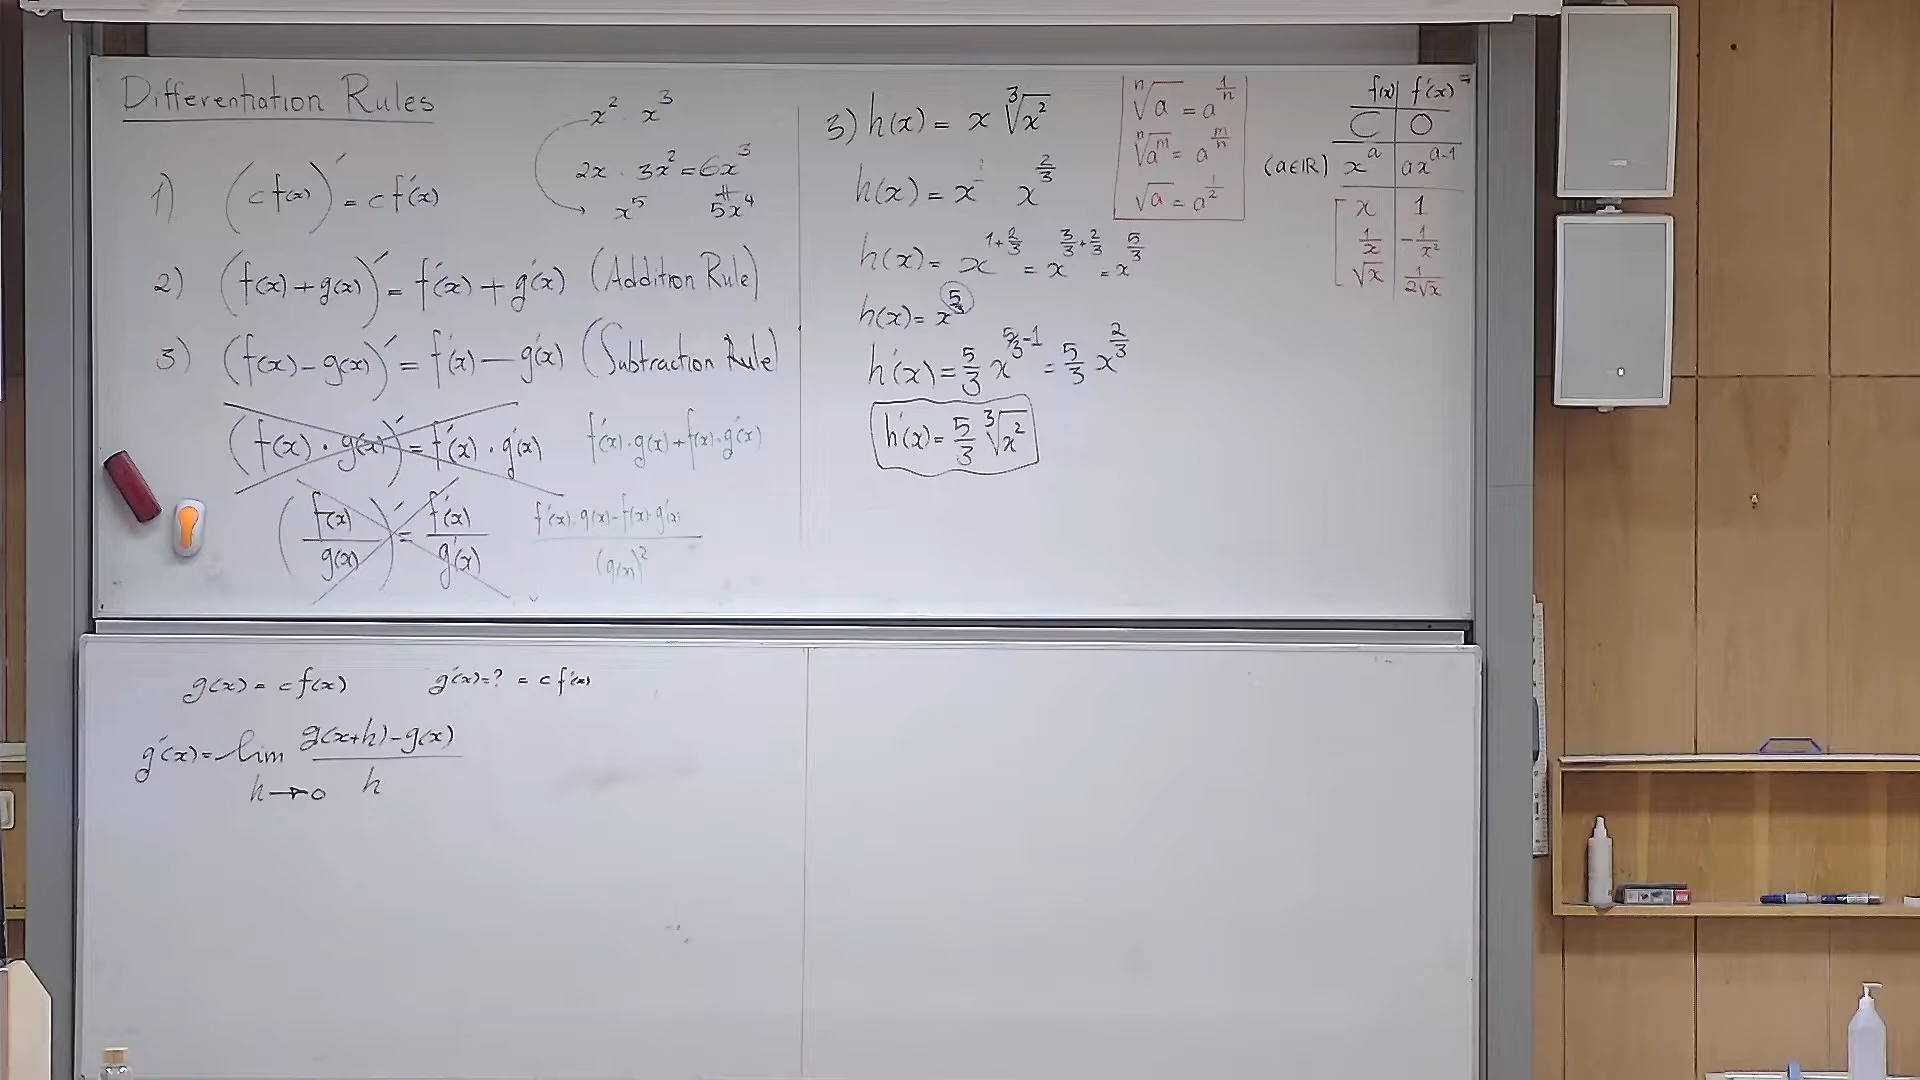 Differentiation Rules
x² · x³
2x · 3x² = 6x³
≠
x⁵ 5x⁴
1) (c f(x))′ = c f′(x)
2) (f(x) + g(x))′ = f′(x) + g′(x) (Addition Rule)
3) (f(x) − g(x))′ = f′(x) − g′(x) (Subtraction Rule)
(f(x) · g(x))′ = f′(x) · g′(x) f′(x) · g(x) + f(x) · g′(x)
(f(x)/g(x))′ = f′(x)/g′(x) (f′(x) · g(x) − f(x) · g′(x))/(g(x))²
3) h(x) = x ∛x²
h(x) = x¹ x^(2/3)
h(x) = x^(1+2/3) = x^(3/3+2/3) = x^(5/3)
h(x) = x^(5/3)
h′(x) = 5/3 x^(5/3−1) = 5/3 x^(2/3)
h′(x) = 5/3 ∛x²
ⁿ√a = a^(1/n)
ⁿ√a^m = a^(m/n)
√a = a^(1/2)
f(x) f′(x)
C 0
(a∈ℝ) x^a ax^(a−1)
x 1
1/x −1/x²
√x 1/(2√x)
g(x) = c f(x) g′(x) = ? = c f′(x)
g′(x) = lim h→0 (g(x+h) − g(x))/h